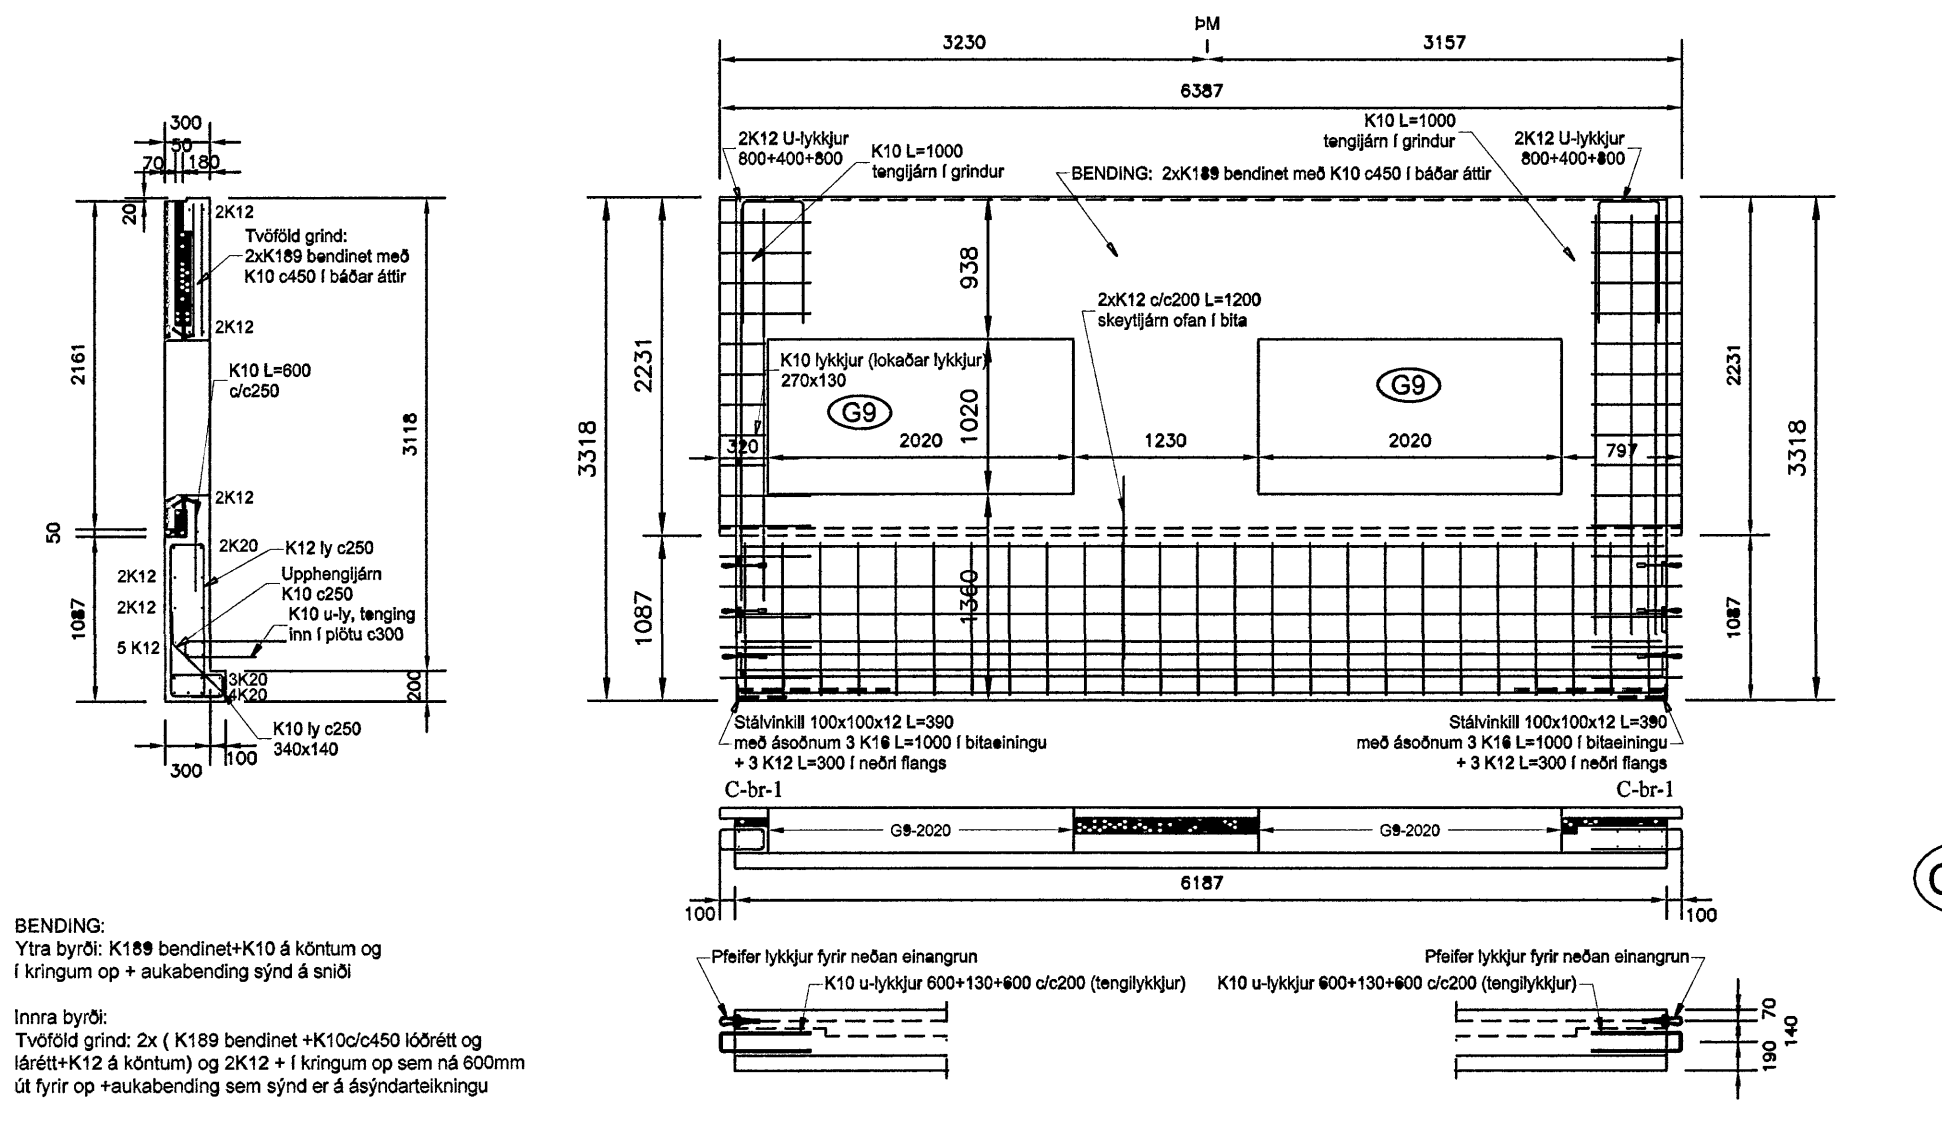 ÞM
3230
3157
6387
2K12 U-lykkjur
800+400+800
K10 L=1000
tengijárn í grindur
BENDING: 2xK189 bendinet með K10 c450 í báðar áttir
K10 L=1000
tengijárn í grindur
2K12 U-lykkjur
800+400+800
300
50
70
180
20
2K12
Tvöföld grind:
2xK189 bendinet með
K10 c450 í báðar áttir
2K12
2161
K10 L=600
c/c250
3118
2K12
50
2K20
K12 ly c250
2K12
Upphengijárn
K10 c250
2K12
K10 u-ly, tenging
inn í plötu c300
1087
5 K12
3K20
4K20
200
K10 ly c250
340x140
300
100
3318
2231
1087
938
2xK12 c/c200 L=1200
skeytijárn ofan í bita
K10 lykkjur (lokaðar lykkjur)
270x130
G9
G9
1020
320
2020
1230
2020
797
1360
2231
1087
3318
Stálvinkill 100x100x12 L=390
með ásoðnum 3 K16 L=1000 í bitaeiningu
+ 3 K12 L=300 í neðri flangs
Stálvinkill 100x100x12 L=390
með ásoðnum 3 K16 L=1000 í bitaeiningu
+ 3 K12 L=300 í neðri flangs
C-br-1
C-br-1
G9-2020
G9-2020
6187
100
100
Pfeifer lykkjur fyrir neðan einangrun
K10 u-lykkjur 600+130+600 c/c200 (tengilykkjur)
Pfeifer lykkjur fyrir neðan einangrun
K10 u-lykkjur 600+130+600 c/c200 (tengilykkjur)
70
140
190
BENDING:
Ytra byrði: K189 bendinet+K10 á köntum og
í kringum op + aukabending sýnd á sniði
Innra byrði:
Tvöföld grind: 2x ( K189 bendinet +K10c/c450 lóðrétt og
lárétt+K12 á köntum) og 2K12 + í kringum op sem ná 600mm
út fyrir op +aukabending sem sýnd er á ásýndarteikningu